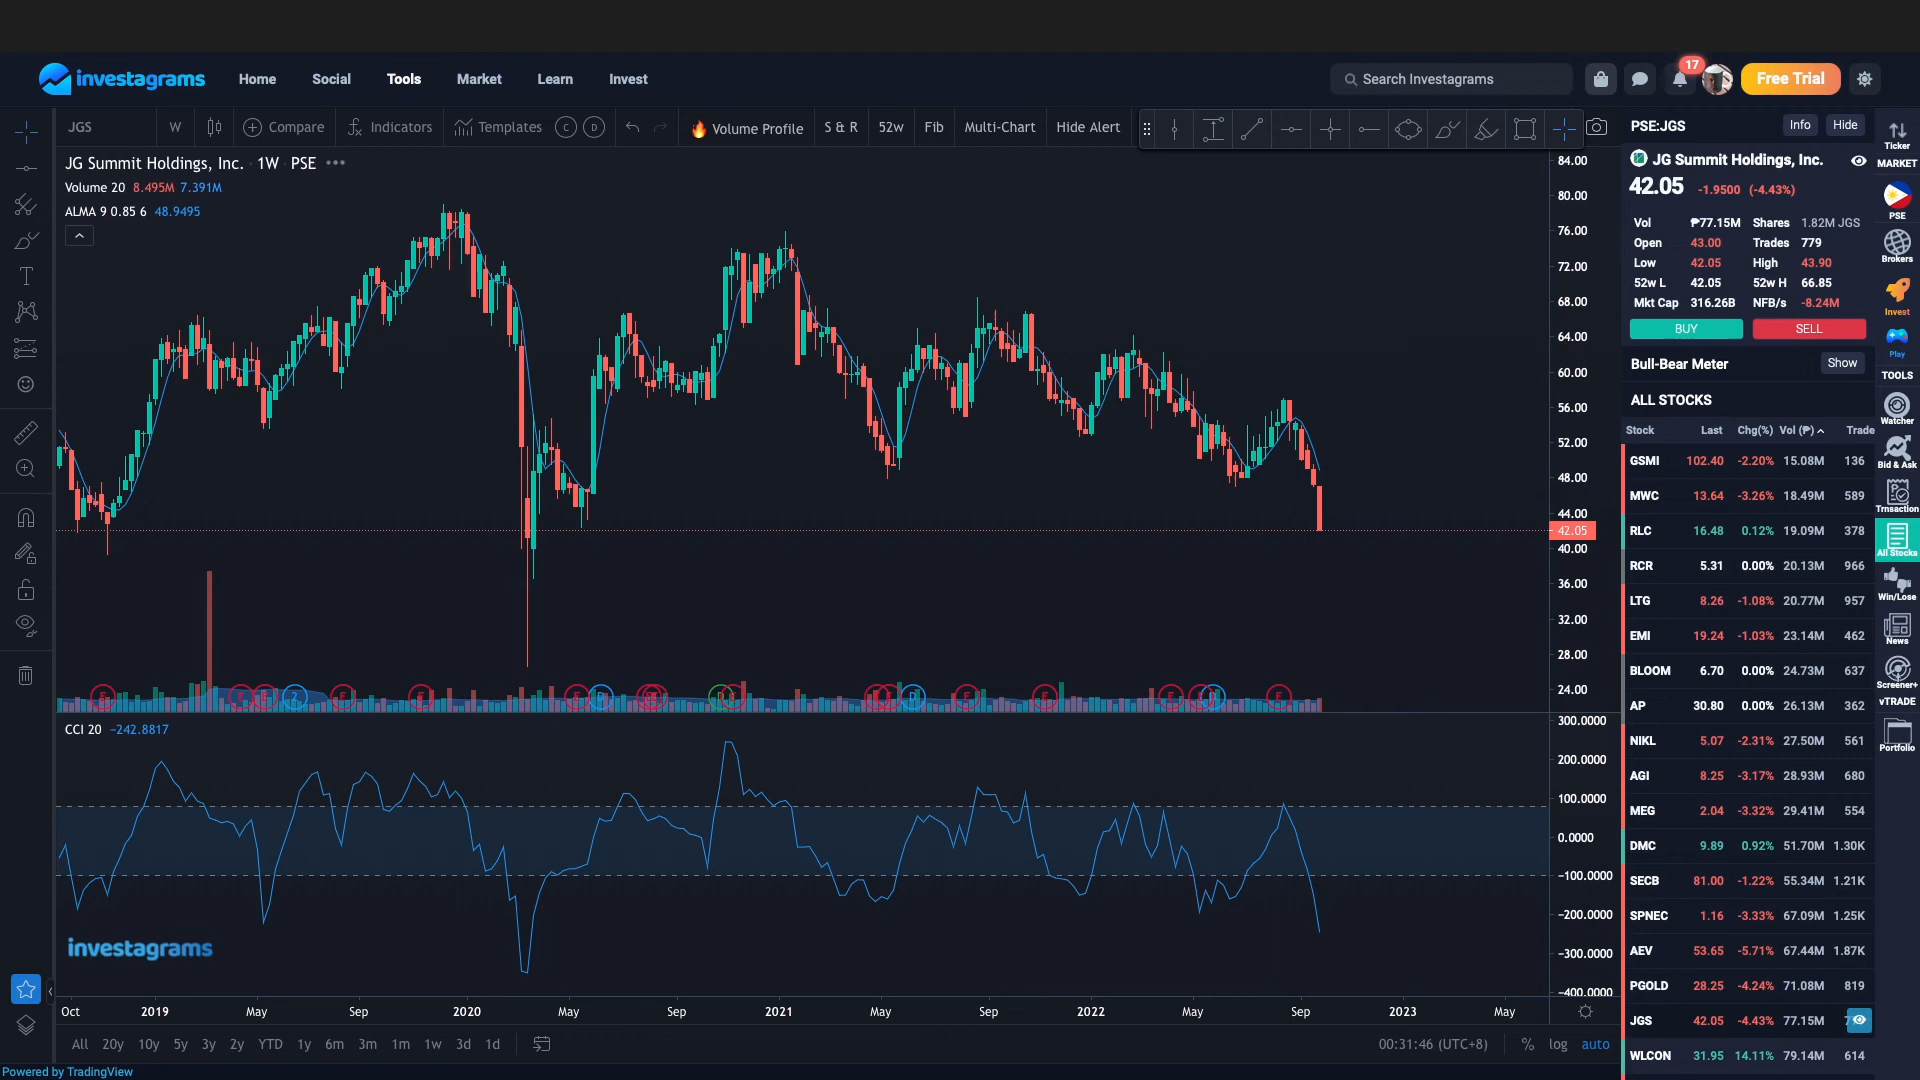 investagrams Home Social Tools Market Learn Invest Search Investagrams 17 Free Trial
JGS W Compare Indicators Templates C D Volume Profile S & R 52w Fib Multi-Chart Hide Alert
JG Summit Holdings, Inc. 1W PSE
Volume 20 8.495M 7.391M
ALMA 9 0.85 6 48.9495
84.00
80.00
76.00
72.00
68.00
64.00
60.00
56.00
52.00
48.00
44.00
42.05
40.00
36.00
32.00
28.00
24.00
CCI 20 −242.8817
300.0000
200.0000
100.0000
0.0000
−100.0000
−200.0000
−300.0000
−400.0000
investagrams
Oct 2019 May Sep 2020 May Sep 2021 May Sep 2022 May Sep 2023 May
All 20y 10y 5y 3y 2y YTD 1y 6m 3m 1m 1w 3d 1d 00:31:46 (UTC+8) % log auto
Powered by TradingView
PSE:JGS Info Hide
JG Summit Holdings, Inc.
42.05 -1.9500 (-4.43%)
Vol ₱77.15M Shares 1.82M JGS
Open 43.00 Trades 779
Low 42.05 High 43.90
52w L 42.05 52w H 66.85
Mkt Cap 316.26B NFB/s -8.24M
BUY SELL
Bull-Bear Meter Show
ALL STOCKS
Stock Last Chg(%) Vol (₱) Trade
GSMI 102.40 -2.20% 15.08M 136
MWC 13.64 -3.26% 18.49M 589
RLC 16.48 0.12% 19.09M 378
RCR 5.31 0.00% 20.13M 966
LTG 8.26 -1.08% 20.77M 957
EMI 19.24 -1.03% 23.14M 462
BLOOM 6.70 0.00% 24.73M 637
AP 30.80 0.00% 26.13M 362
NIKL 5.07 -2.31% 27.50M 561
AGI 8.25 -3.17% 28.93M 680
MEG 2.04 -3.32% 29.41M 554
DMC 9.89 0.92% 51.70M 1.30K
SECB 81.00 -1.22% 55.34M 1.21K
SPNEC 1.16 -3.33% 67.09M 1.25K
AEV 53.65 -5.71% 67.44M 1.87K
PGOLD 28.25 -4.24% 71.08M 819
JGS 42.05 -4.43% 77.15M
WLCON 31.95 14.11% 79.14M 614
Ticker
MARKET
PSE
Brokers
Invest
Play
TOOLS
Watcher
Bid & Ask
Trnsaction
All Stocks
Win/Lose
News
Screener+
vTRADE
Portfolio